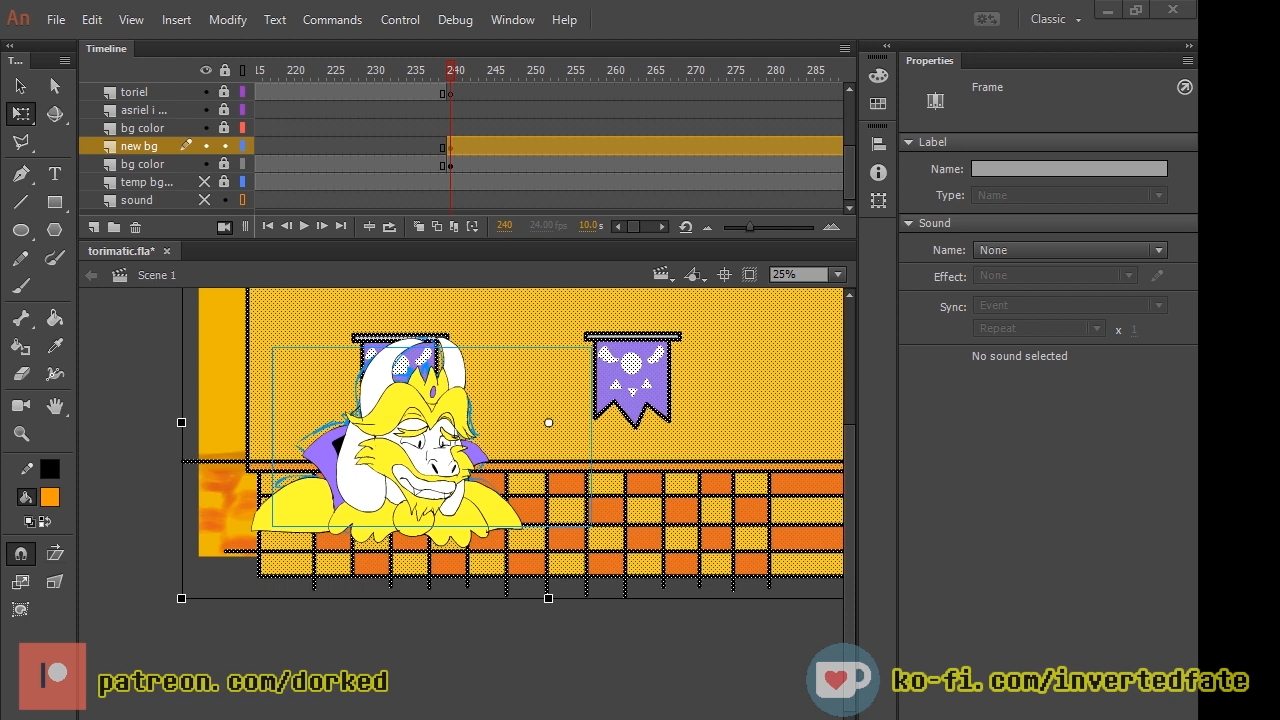 An File Edit View Insert Modify Text Commands Control Debug Window Help Classic
T... Timeline Properties
15 220 225 230 235 240 245 250 255 260 265 270 275 280 285
toriel
asriel i ...
bg color
new bg
bg color
temp bg...
sound
240 24.00 fps 10.0 s
torimatic.fla*
Scene 1 25%
Frame
Label
Name:
Type: Name
Sound
Name: None
Effect: None
Sync: Event
Repeat x 1
No sound selected
patreon.com/dorked
ko-fi.com/invertedfate